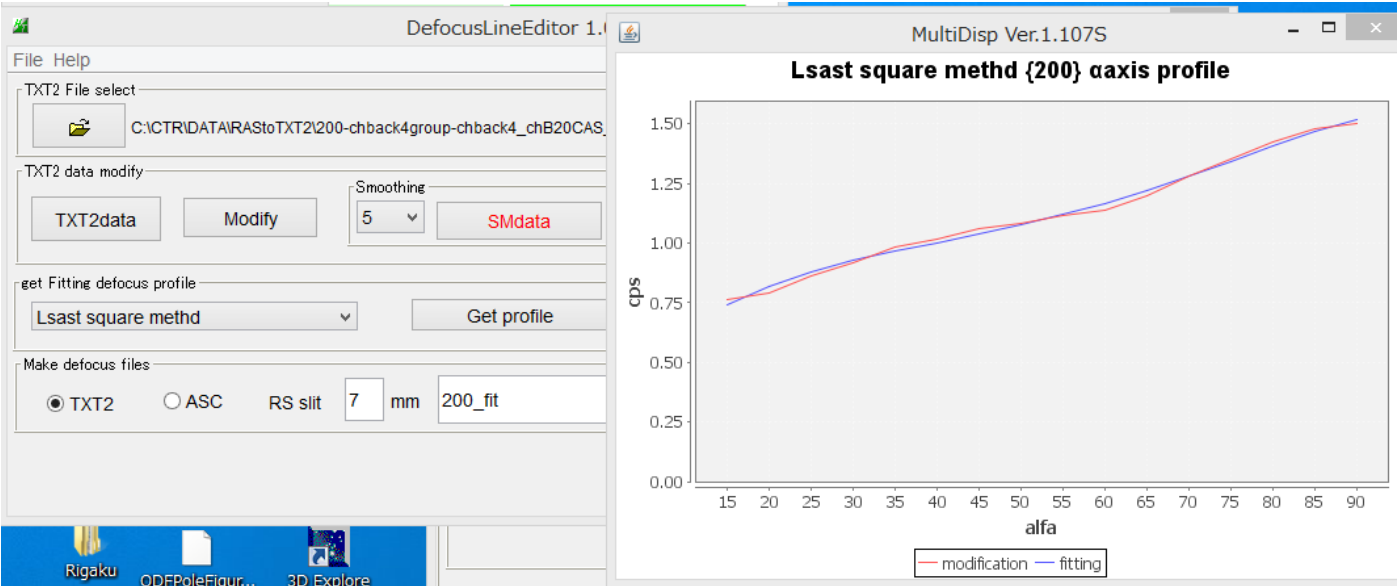 DefocusLineEditor 1.
File Help
TXT2 File select
C:\CTR\DATA\RAStoTXT2\200-chback4group-chback4_chB20CAS_
TXT2 data modify
TXT2data
Modify
Smoothing
5
SMdata
get Fitting defocus profile
Lsast square methd
Get profile
Make defocus files
TXT2
ASC
RS slit
7
mm
200_fit
Rigaku
ODFPoleFigur...
3D Explore
MultiDisp Ver.1.107S
Lsast square methd {200} αaxis profile
cps
1.50
1.25
1.00
0.75
0.50
0.25
0.00
15 20 25 30 35 40 45 50 55 60 65 70 75 80 85 90
alfa
modification fitting